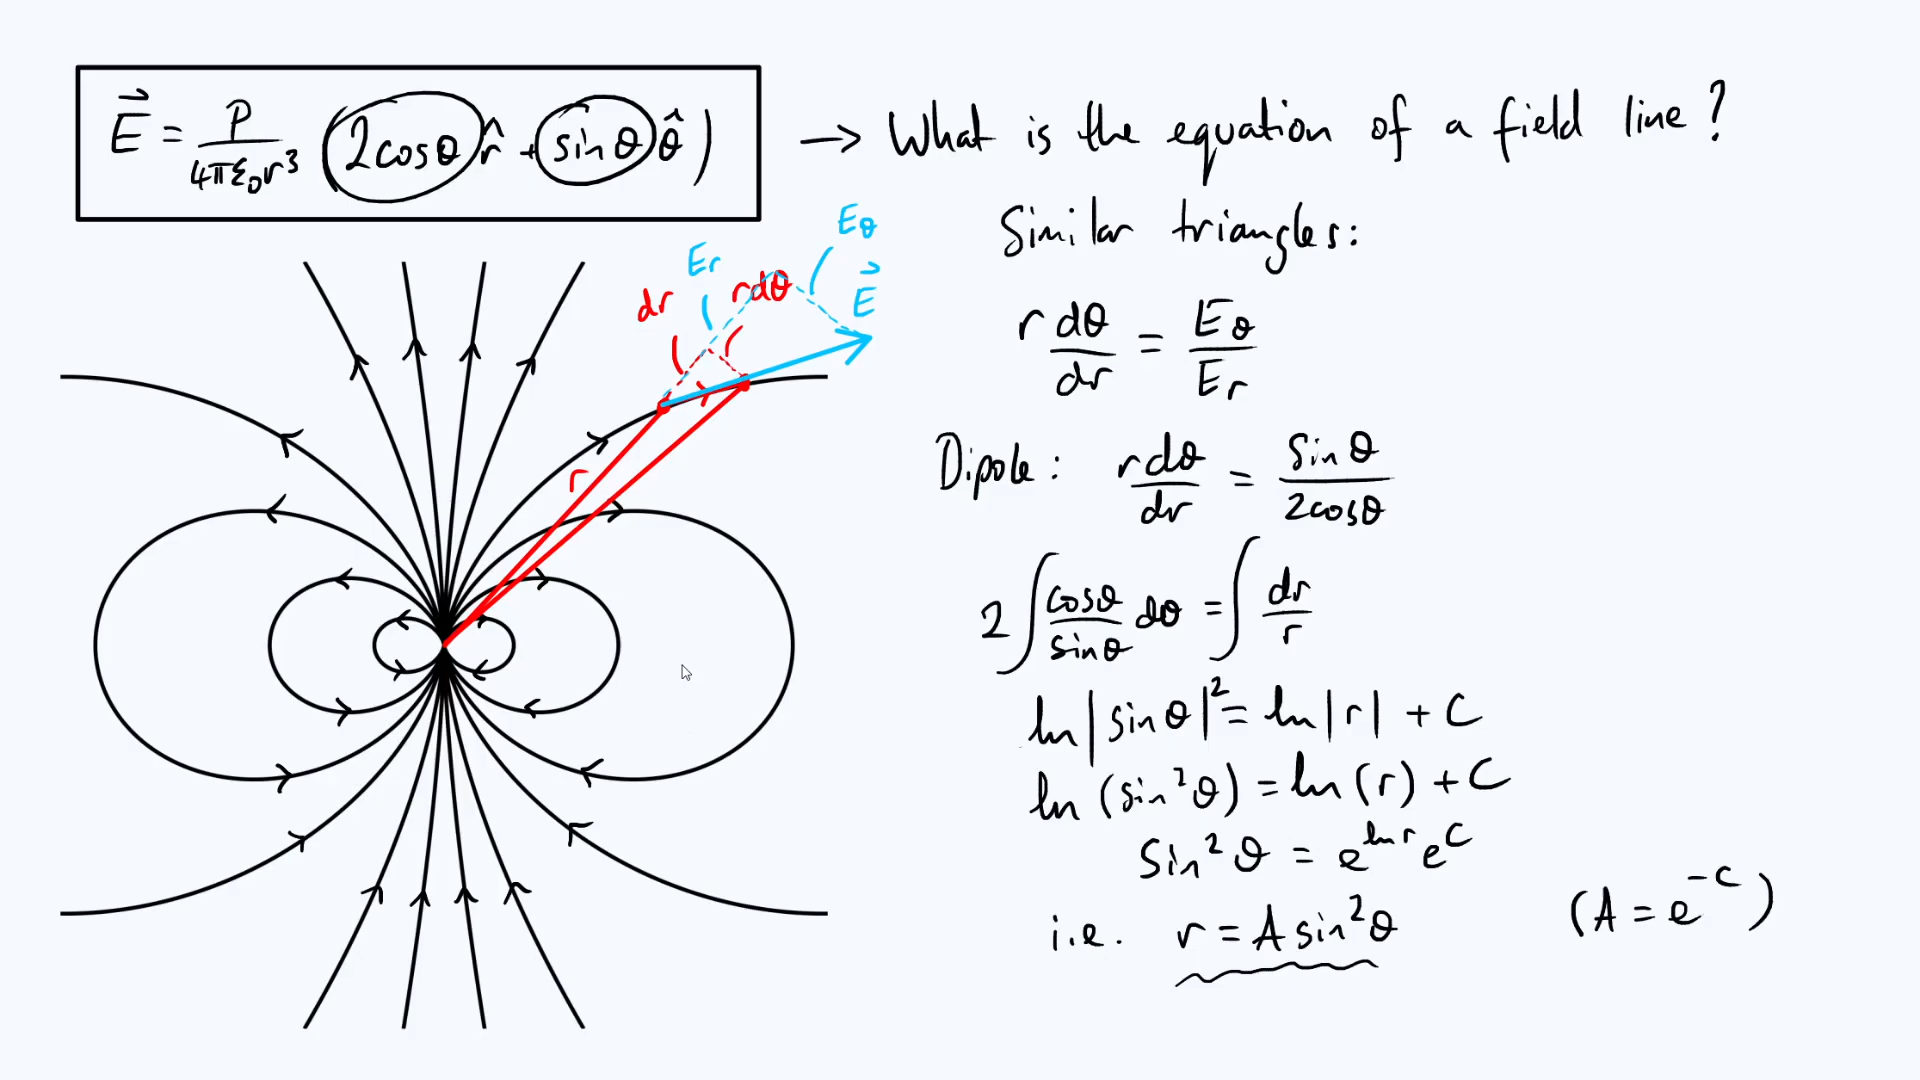 E⃗ = p/(4πε₀r³) (2cosθ r̂ + sinθ θ̂)
→ What is the equation of a field line?
Similar triangles:
r dθ/dr = Eθ/Er
Dipole: r dθ/dr = sinθ/2cosθ
2∫ cosθ/sinθ dθ = ∫ dr/r
ln|sinθ|² = ln|r| + C
ln(sin²θ) = ln(r) + C
sin²θ = e^(ln r) e^C
i.e. r = A sin²θ (A = e^(-C))
Eθ
Er
E⃗
dr
rdθ
r